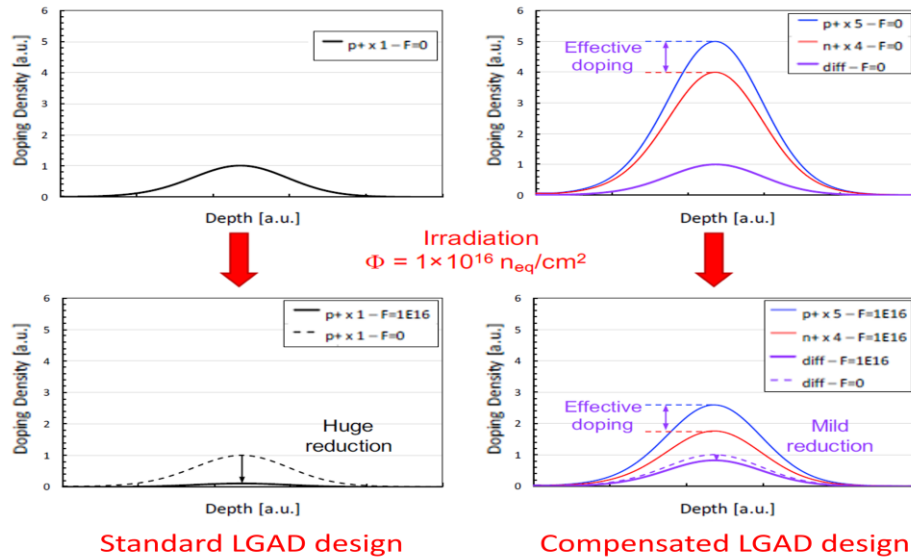 Doping Density [a.u.]
6
5
4
3
2
1
0
p+ x 1 – F=0
Depth [a.u.]
Doping Density [a.u.]
6
5
4
3
2
1
0
Effective
doping
p+ x 5 – F=0
n+ x 4 – F=0
diff – F=0
Depth [a.u.]
Irradiation
Φ = 1×10¹⁶ n_eq/cm²
Doping Density [a.u.]
6
5
4
3
2
1
0
p+ x 1 – F=1E16
p+ x 1 – F=0
Huge
reduction
Depth [a.u.]
Doping Density [a.u.]
6
5
4
3
2
1
0
p+ x 5 – F=1E16
n+ x 4 – F=1E16
diff – F=1E16
diff – F=0
Effective
doping
Mild
reduction
Depth [a.u.]
Standard LGAD design
Compensated LGAD design